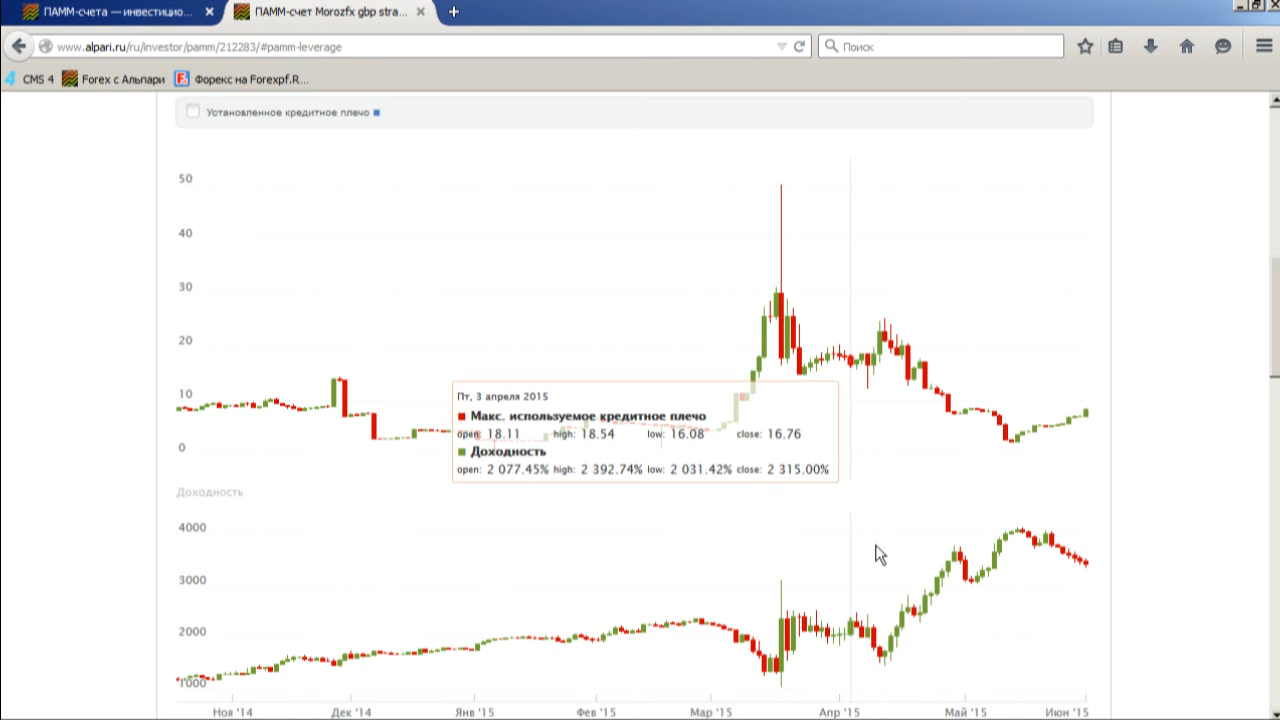 ПАММ-счета — инвестицио...
ПАММ-счет Morozfx gbp stra...
www.alpari.ru/ru/investor/pamm/212283/#pamm-leverage
Поиск
CMS 4
Forex с Альпари
Форекс на Forexpf.R...
Установленное кредитное плечо
50
40
30
20
10
0
Пт, 3 апреля 2015
Макс. используемое кредитное плечо
open: 18.11 high: 18.54 low: 16.08 close: 16.76
Доходность
open: 2 077.45% high: 2 392.74% low: 2 031.42% close: 2 315.00%
Доходность
4000
3000
2000
1000
Ноя '14 Дек '14 Янв '15 Фев '15 Мар '15 Апр '15 Май '15 Июн '15